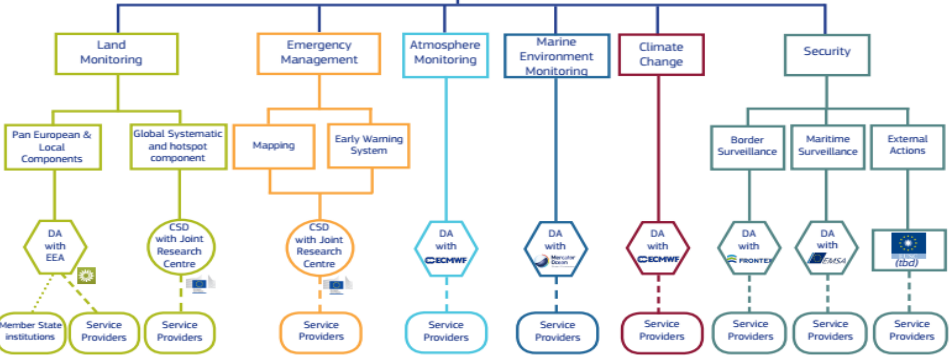 Land
Monitoring
Emergency
Management
Atmosphere
Monitoring
Marine
Environment
Monitoring
Climate
Change
Security
Pan European &
Local
Components
Global Systematic
and hotspot
component
Mapping
Early Warning
System
Border
Surveillance
Maritime
Surveillance
External
Actions
DA
with
EEA
CSD
with Joint
Research
Centre
CSD
with Joint
Research
Centre
DA
with
ECMWF
DA
with
Mercator
Ocean
DA
with
ECMWF
DA
with
FRONTEX
DA
with
EMSA
(tbd)
Member State
institutions
Service
Providers
Service
Providers
Service
Providers
Service
Providers
Service
Providers
Service
Providers
Service
Providers
Service
Providers
Service
Providers